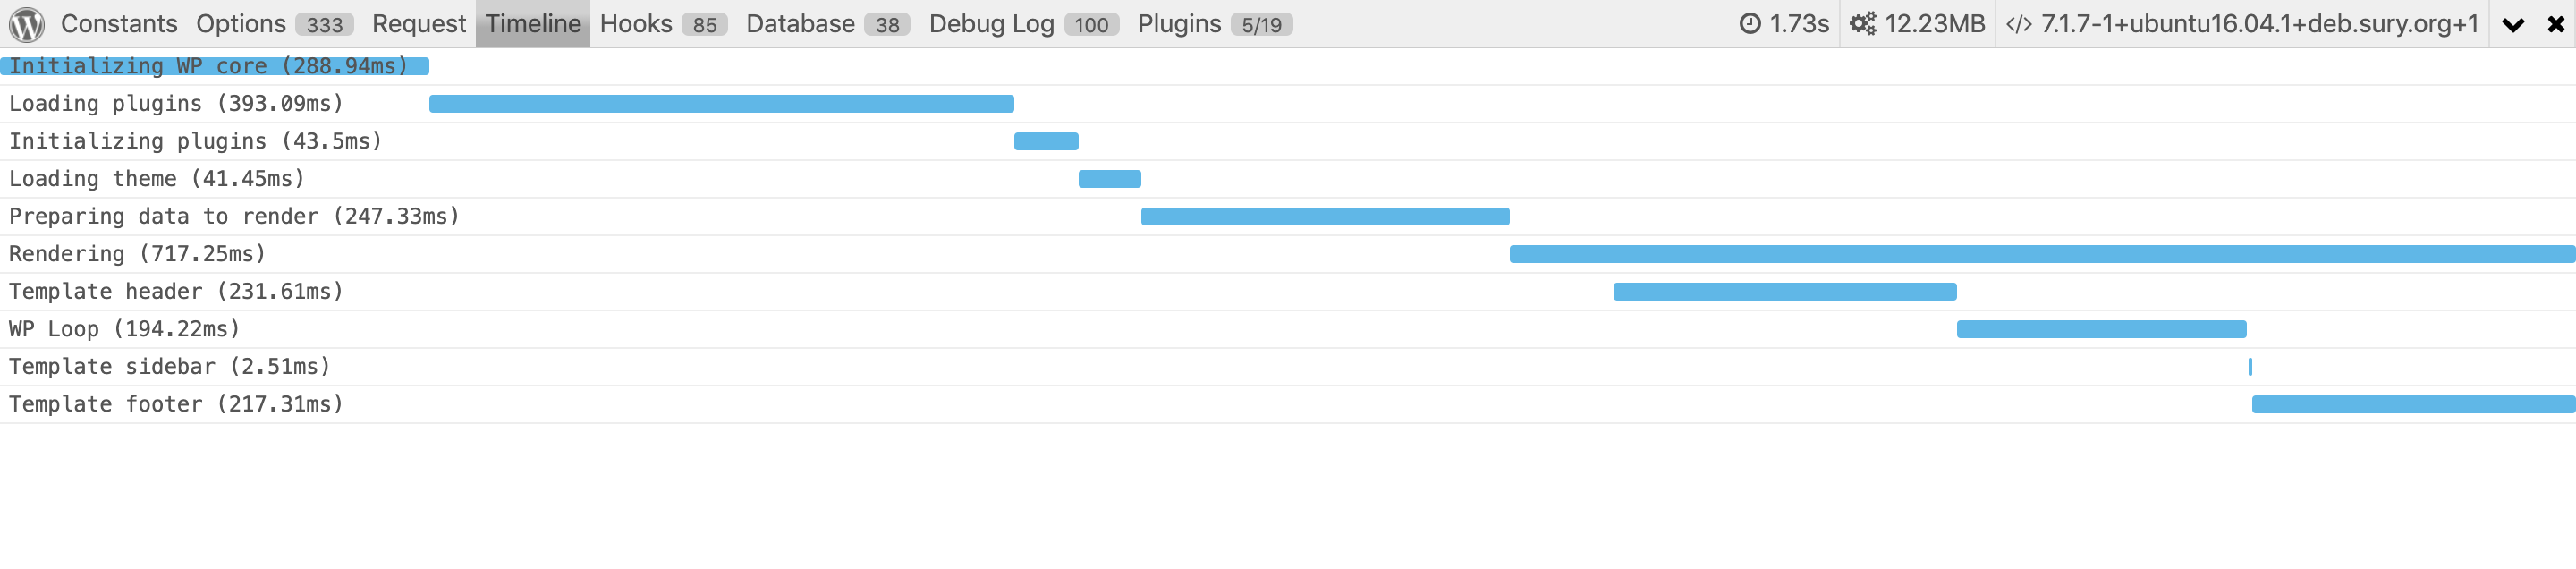 Constants Options 333 Request Timeline Hooks 85 Database 38 Debug Log 100 Plugins 5/19 1.73s 12.23MB </> 7.1.7-1+ubuntu16.04.1+deb.sury.org+1
Initializing WP core (288.94ms)
Loading plugins (393.09ms)
Initializing plugins (43.5ms)
Loading theme (41.45ms)
Preparing data to render (247.33ms)
Rendering (717.25ms)
Template header (231.61ms)
WP Loop (194.22ms)
Template sidebar (2.51ms)
Template footer (217.31ms)